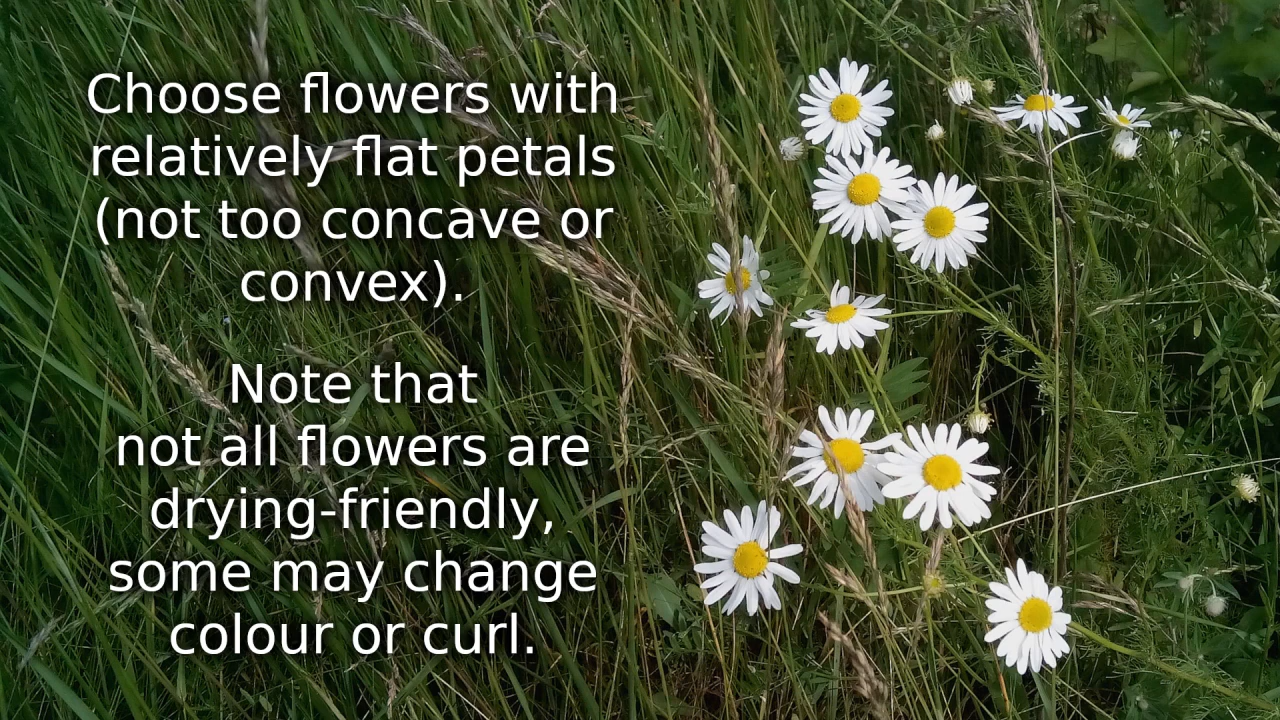 Choose flowers with
relatively flat petals
(not too concave or
convex).
Note that
not all flowers are
drying-friendly,
some may change
colour or curl.